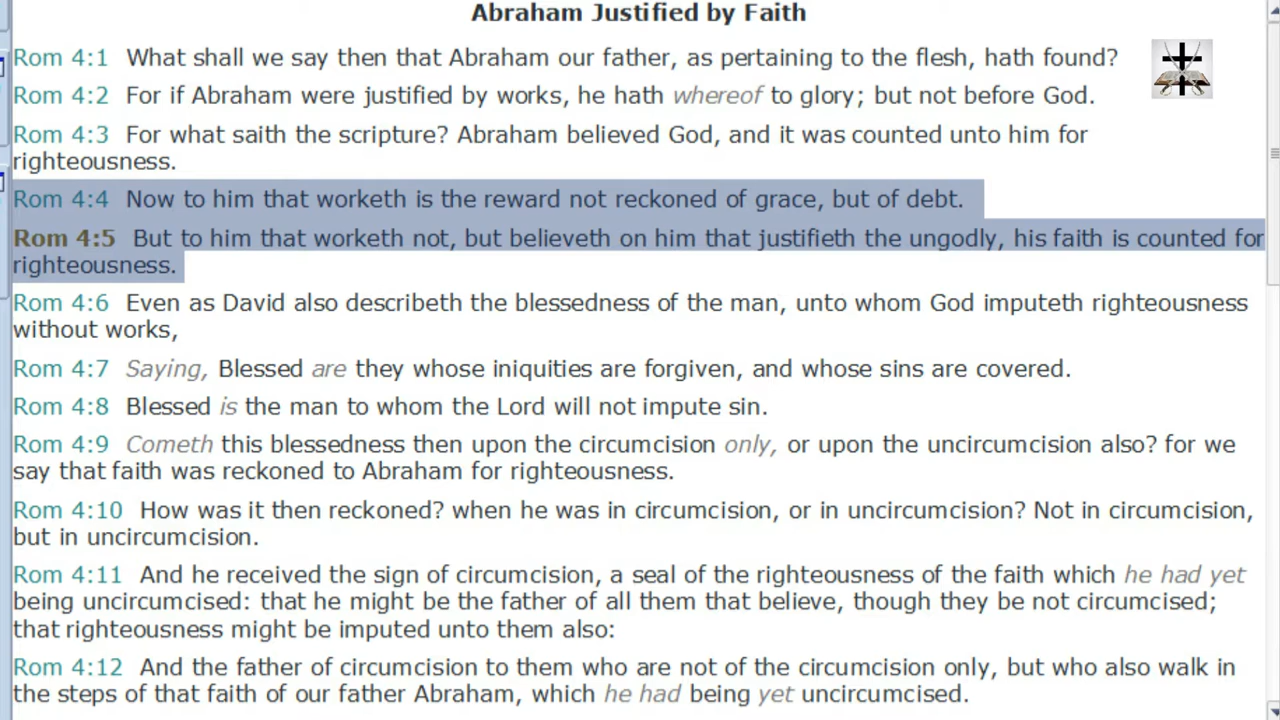 Abraham Justified by Faith
Rom 4:1 What shall we say then that Abraham our father, as pertaining to the flesh, hath found?
Rom 4:2 For if Abraham were justified by works, he hath whereof to glory; but not before God.
Rom 4:3 For what saith the scripture? Abraham believed God, and it was counted unto him for
righteousness.
Rom 4:4 Now to him that worketh is the reward not reckoned of grace, but of debt.
Rom 4:5 But to him that worketh not, but believeth on him that justifieth the ungodly, his faith is counted for
righteousness.
Rom 4:6 Even as David also describeth the blessedness of the man, unto whom God imputeth righteousness
without works,
Rom 4:7 Saying, Blessed are they whose iniquities are forgiven, and whose sins are covered.
Rom 4:8 Blessed is the man to whom the Lord will not impute sin.
Rom 4:9 Cometh this blessedness then upon the circumcision only, or upon the uncircumcision also? for we
say that faith was reckoned to Abraham for righteousness.
Rom 4:10 How was it then reckoned? when he was in circumcision, or in uncircumcision? Not in circumcision,
but in uncircumcision.
Rom 4:11 And he received the sign of circumcision, a seal of the righteousness of the faith which he had yet
being uncircumcised: that he might be the father of all them that believe, though they be not circumcised;
that righteousness might be imputed unto them also:
Rom 4:12 And the father of circumcision to them who are not of the circumcision only, but who also walk in
the steps of that faith of our father Abraham, which he had being yet uncircumcised.